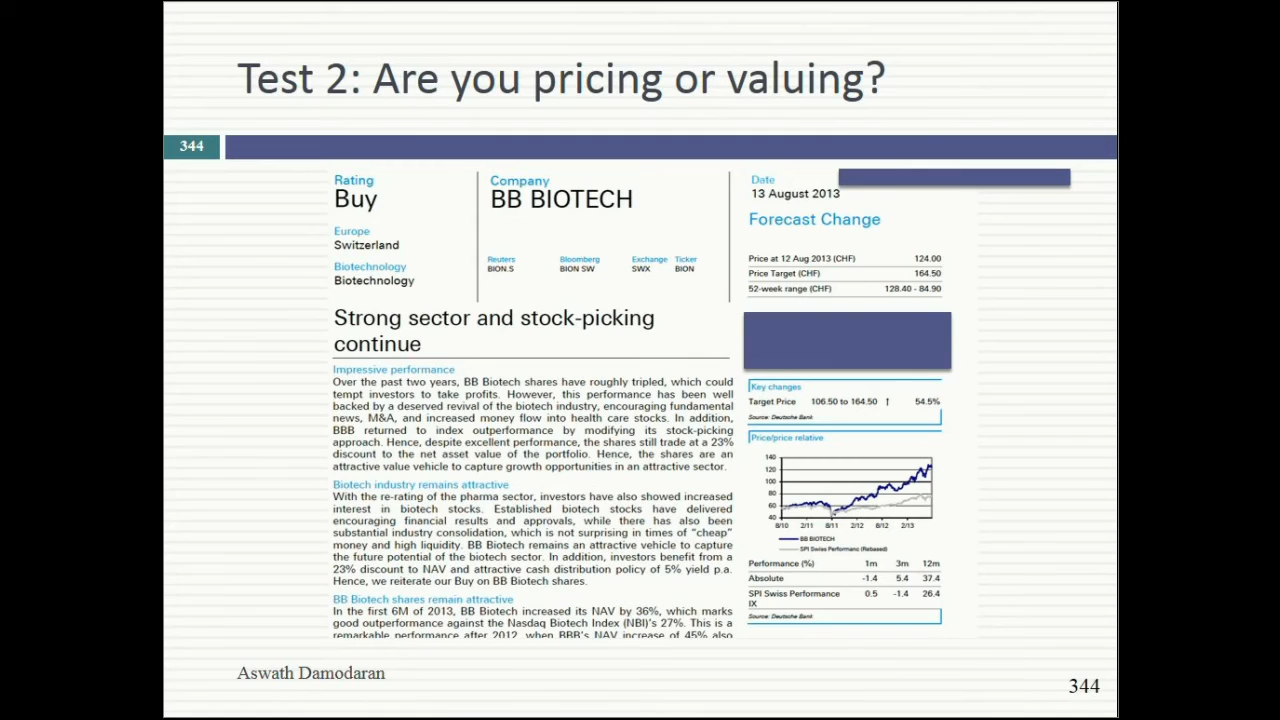 Test 2: Are you pricing or valuing?
344
Rating
Buy
Europe
Switzerland
Biotechnology
Biotechnology
Company
BB BIOTECH
Reuters Bloomberg Exchange Ticker
BION.S BION SW SWX BION
Date
13 August 2013
Forecast Change
Price at 12 Aug 2013 (CHF) 124.00
Price Target (CHF) 164.50
52-week range (CHF) 128.40 - 84.90
Strong sector and stock-picking
continue
Impressive performance
Over the past two years, BB Biotech shares have roughly tripled, which could
tempt investors to take profits. However, this performance has been well
backed by a deserved revival of the biotech industry, encouraging fundamental
news, M&A, and increased money flow into health care stocks. In addition,
BBB returned to index outperformance by modifying its stock-picking
approach. Hence, despite excellent performance, the shares still trade at a 23%
discount to the net asset value of the portfolio. Hence, the shares are an
attractive value vehicle to capture growth opportunities in an attractive sector.
Biotech industry remains attractive
With the re-rating of the pharma sector, investors have also showed increased
interest in biotech stocks. Established biotech stocks have delivered
encouraging financial results and approvals, while there has also been
substantial industry consolidation, which is not surprising in times of "cheap"
money and high liquidity. BB Biotech remains an attractive vehicle to capture
the future potential of the biotech sector. In addition, investors benefit from a
23% discount to NAV and attractive cash distribution policy of 5% yield p.a.
Hence, we reiterate our Buy on BB Biotech shares.
BB Biotech shares remain attractive
In the first 6M of 2013, BB Biotech increased its NAV by 36%, which marks
good outperformance against the Nasdaq Biotech Index (NBI)'s 27%. This is a
remarkable performance after 2012, when BBB's NAV increase of 45% also
Key changes
Target Price 106.50 to 164.50 ↑ 54.5%
Source: Deutsche Bank
Price/price relative
140
120
100
80
60
40
8/10 2/11 8/11 2/12 8/12 2/13
BB BIOTECH
SPI Swiss Performanc (Rebased)
Performance (%) 1m 3m 12m
Absolute -1.4 5.4 37.4
SPI Swiss Performance 0.5 -1.4 26.4
IX
Source: Deutsche Bank
Aswath Damodaran
344